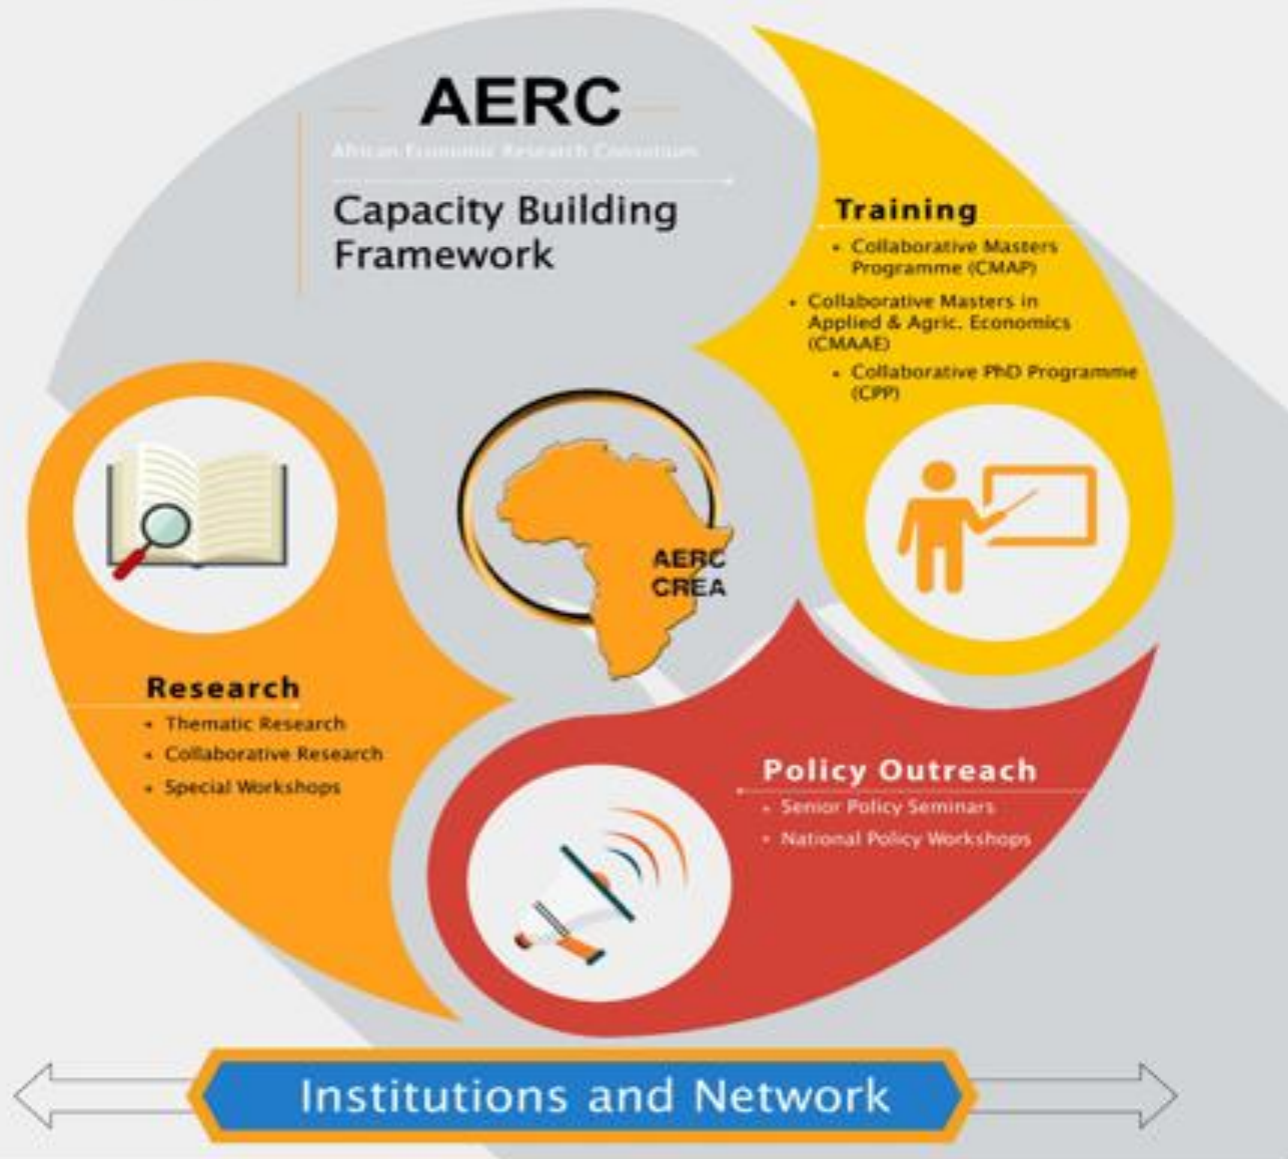 AERC
African Economic Research Consortium
Capacity Building
Framework
Training
• Collaborative Masters
Programme (CMAP)
• Collaborative Masters in
Applied & Agric. Economics
(CMAAE)
• Collaborative PhD Programme
(CPP)
AERC
CREA
Research
• Thematic Research
• Collaborative Research
• Special Workshops
Policy Outreach
• Senior Policy Seminars
• National Policy Workshops
Institutions and Network